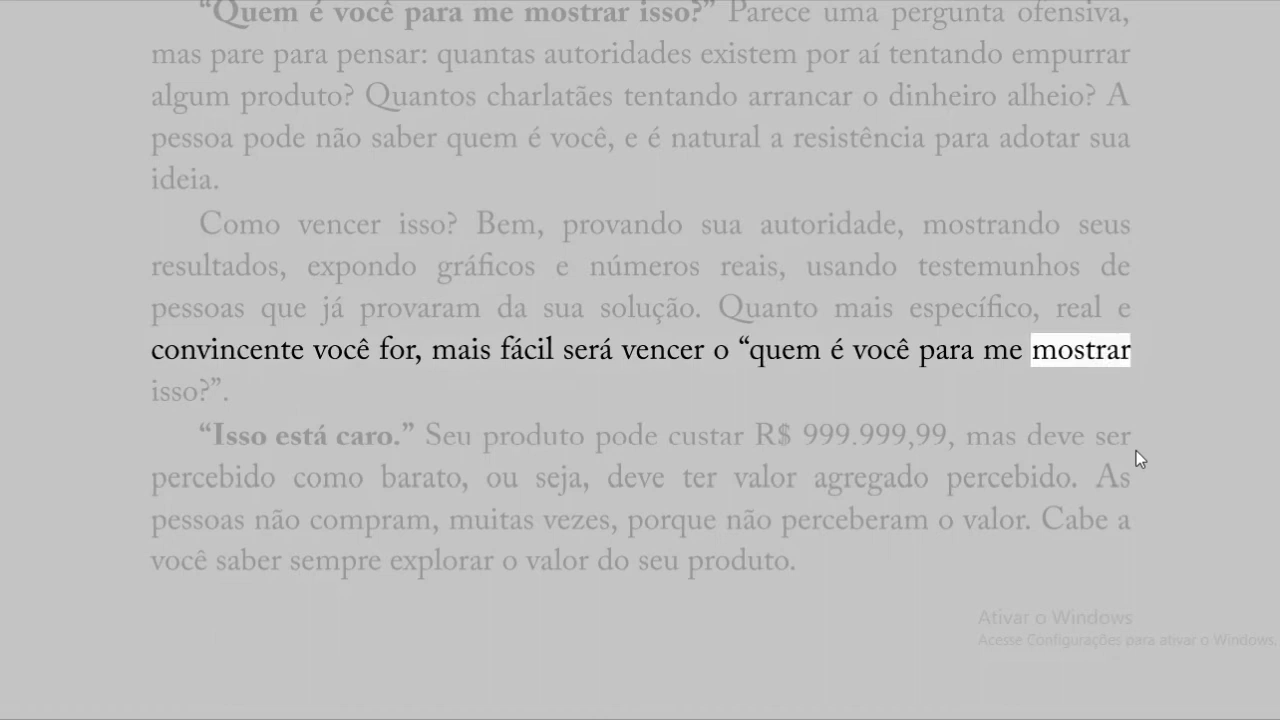 “Quem é você para me mostrar isso?” Parece uma pergunta ofensiva,
mas pare para pensar: quantas autoridades existem por aí tentando empurrar
algum produto? Quantos charlatães tentando arrancar o dinheiro alheio? A
pessoa pode não saber quem é você, e é natural a resistência para adotar sua
ideia.
Como vencer isso? Bem, provando sua autoridade, mostrando seus
resultados, expondo gráficos e números reais, usando testemunhos de
pessoas que já provaram da sua solução. Quanto mais específico, real e
convincente você for, mais fácil será vencer o “quem é você para me mostrar
isso?”.
“Isso está caro.” Seu produto pode custar R$ 999.999,99, mas deve ser
percebido como barato, ou seja, deve ter valor agregado percebido. As
pessoas não compram, muitas vezes, porque não perceberam o valor. Cabe a
você saber sempre explorar o valor do seu produto.
Ativar o Windows
Acesse Configurações para ativar o Windows.